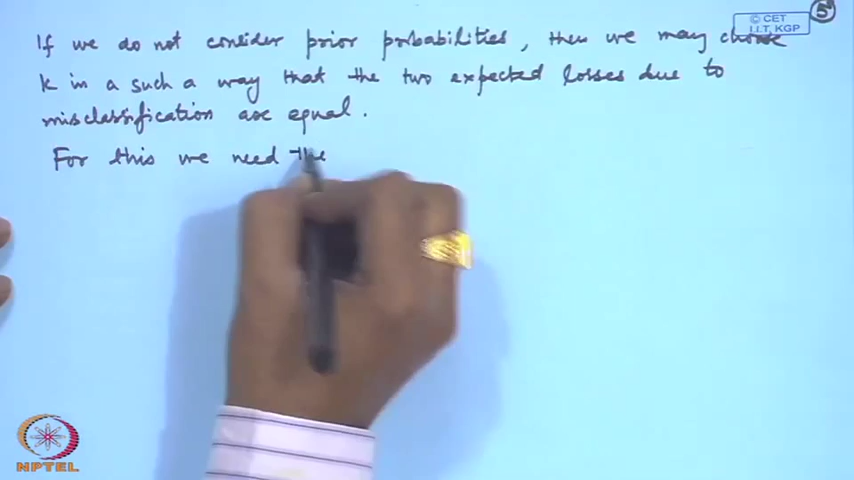 © CET
I.I.T, KGP
5
If we do not consider prior probabilities, then we may choose
k in a such a way that the two expected losses due to
misclassification are equal.
For this we need the
NPTEL